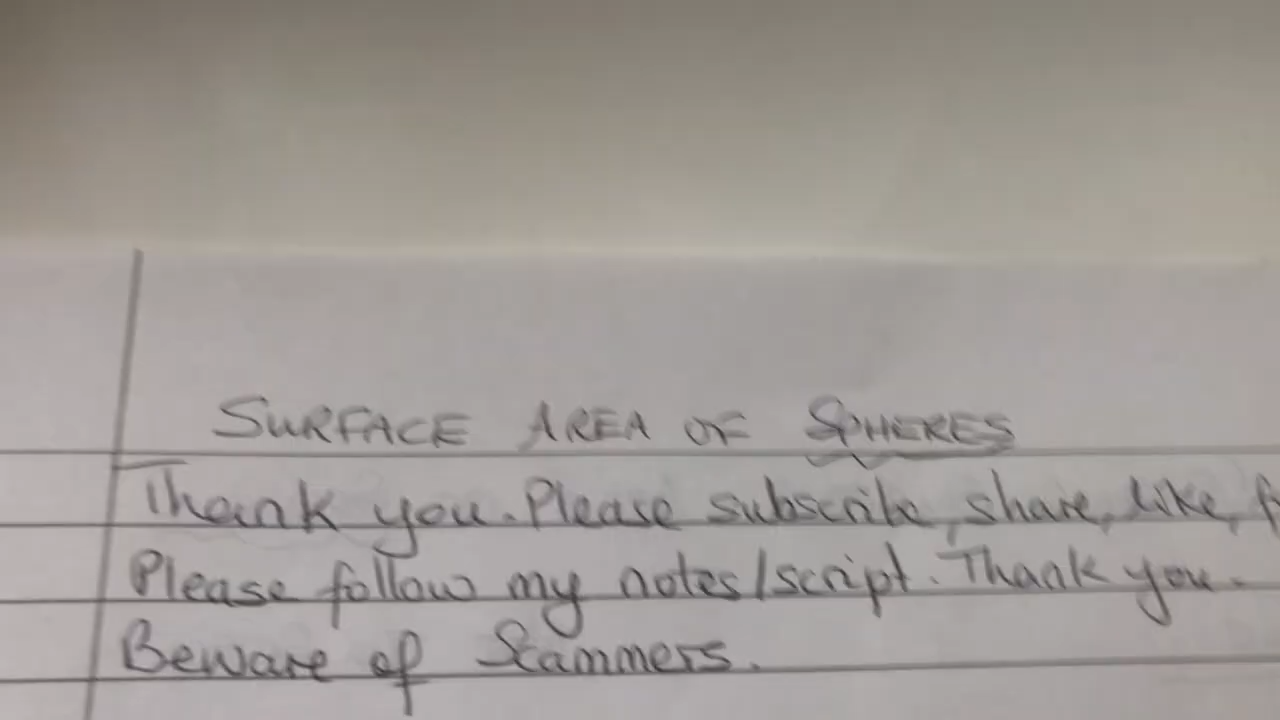 SURFACE AREA OF SPHERES
Thank you. Please subscribe, share, like,
Please follow my notes/script. Thank you.
Beware of Scammers.